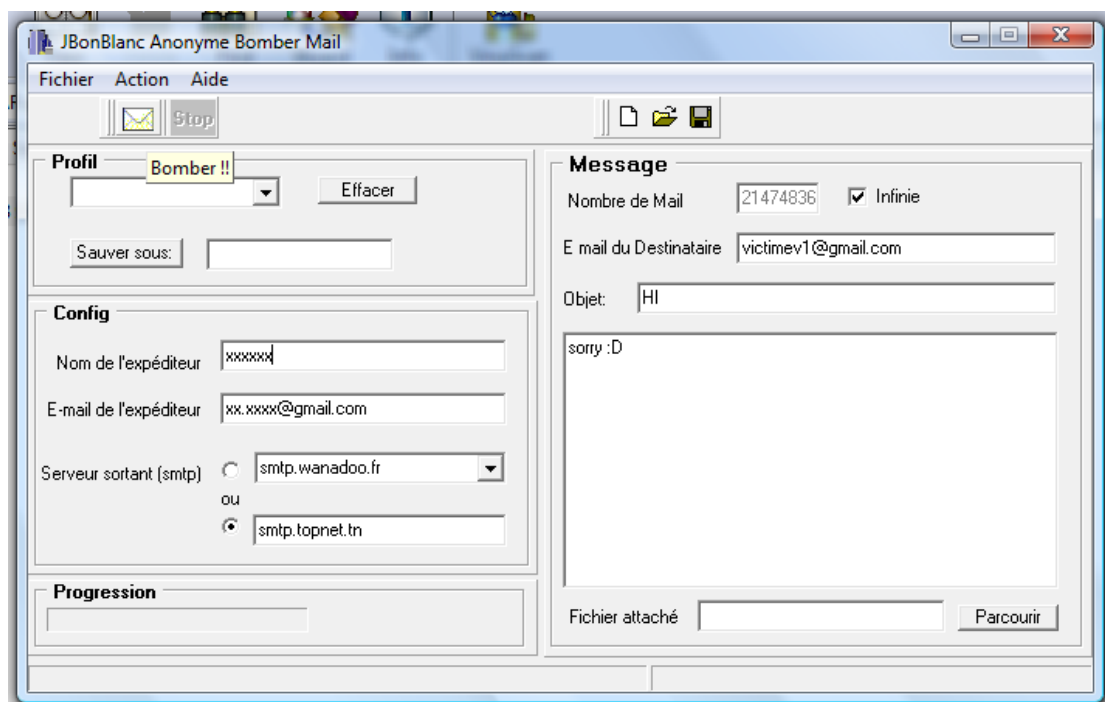 JBonBlanc Anonyme Bomber Mail
Fichier Action Aide
Stop
Bomber !!
Profil
Effacer
Sauver sous:
Config
Nom de l'expéditeur xxxxxx
E-mail de l'expéditeur xx.xxxx@gmail.com
Serveur sortant (smtp) smtp.wanadoo.fr
ou
smtp.topnet.tn
Progression
Message
Nombre de Mail 21474836 Infinie
E mail du Destinataire victimev1@gmail.com
Objet: HI
sorry :D
Fichier attaché Parcourir